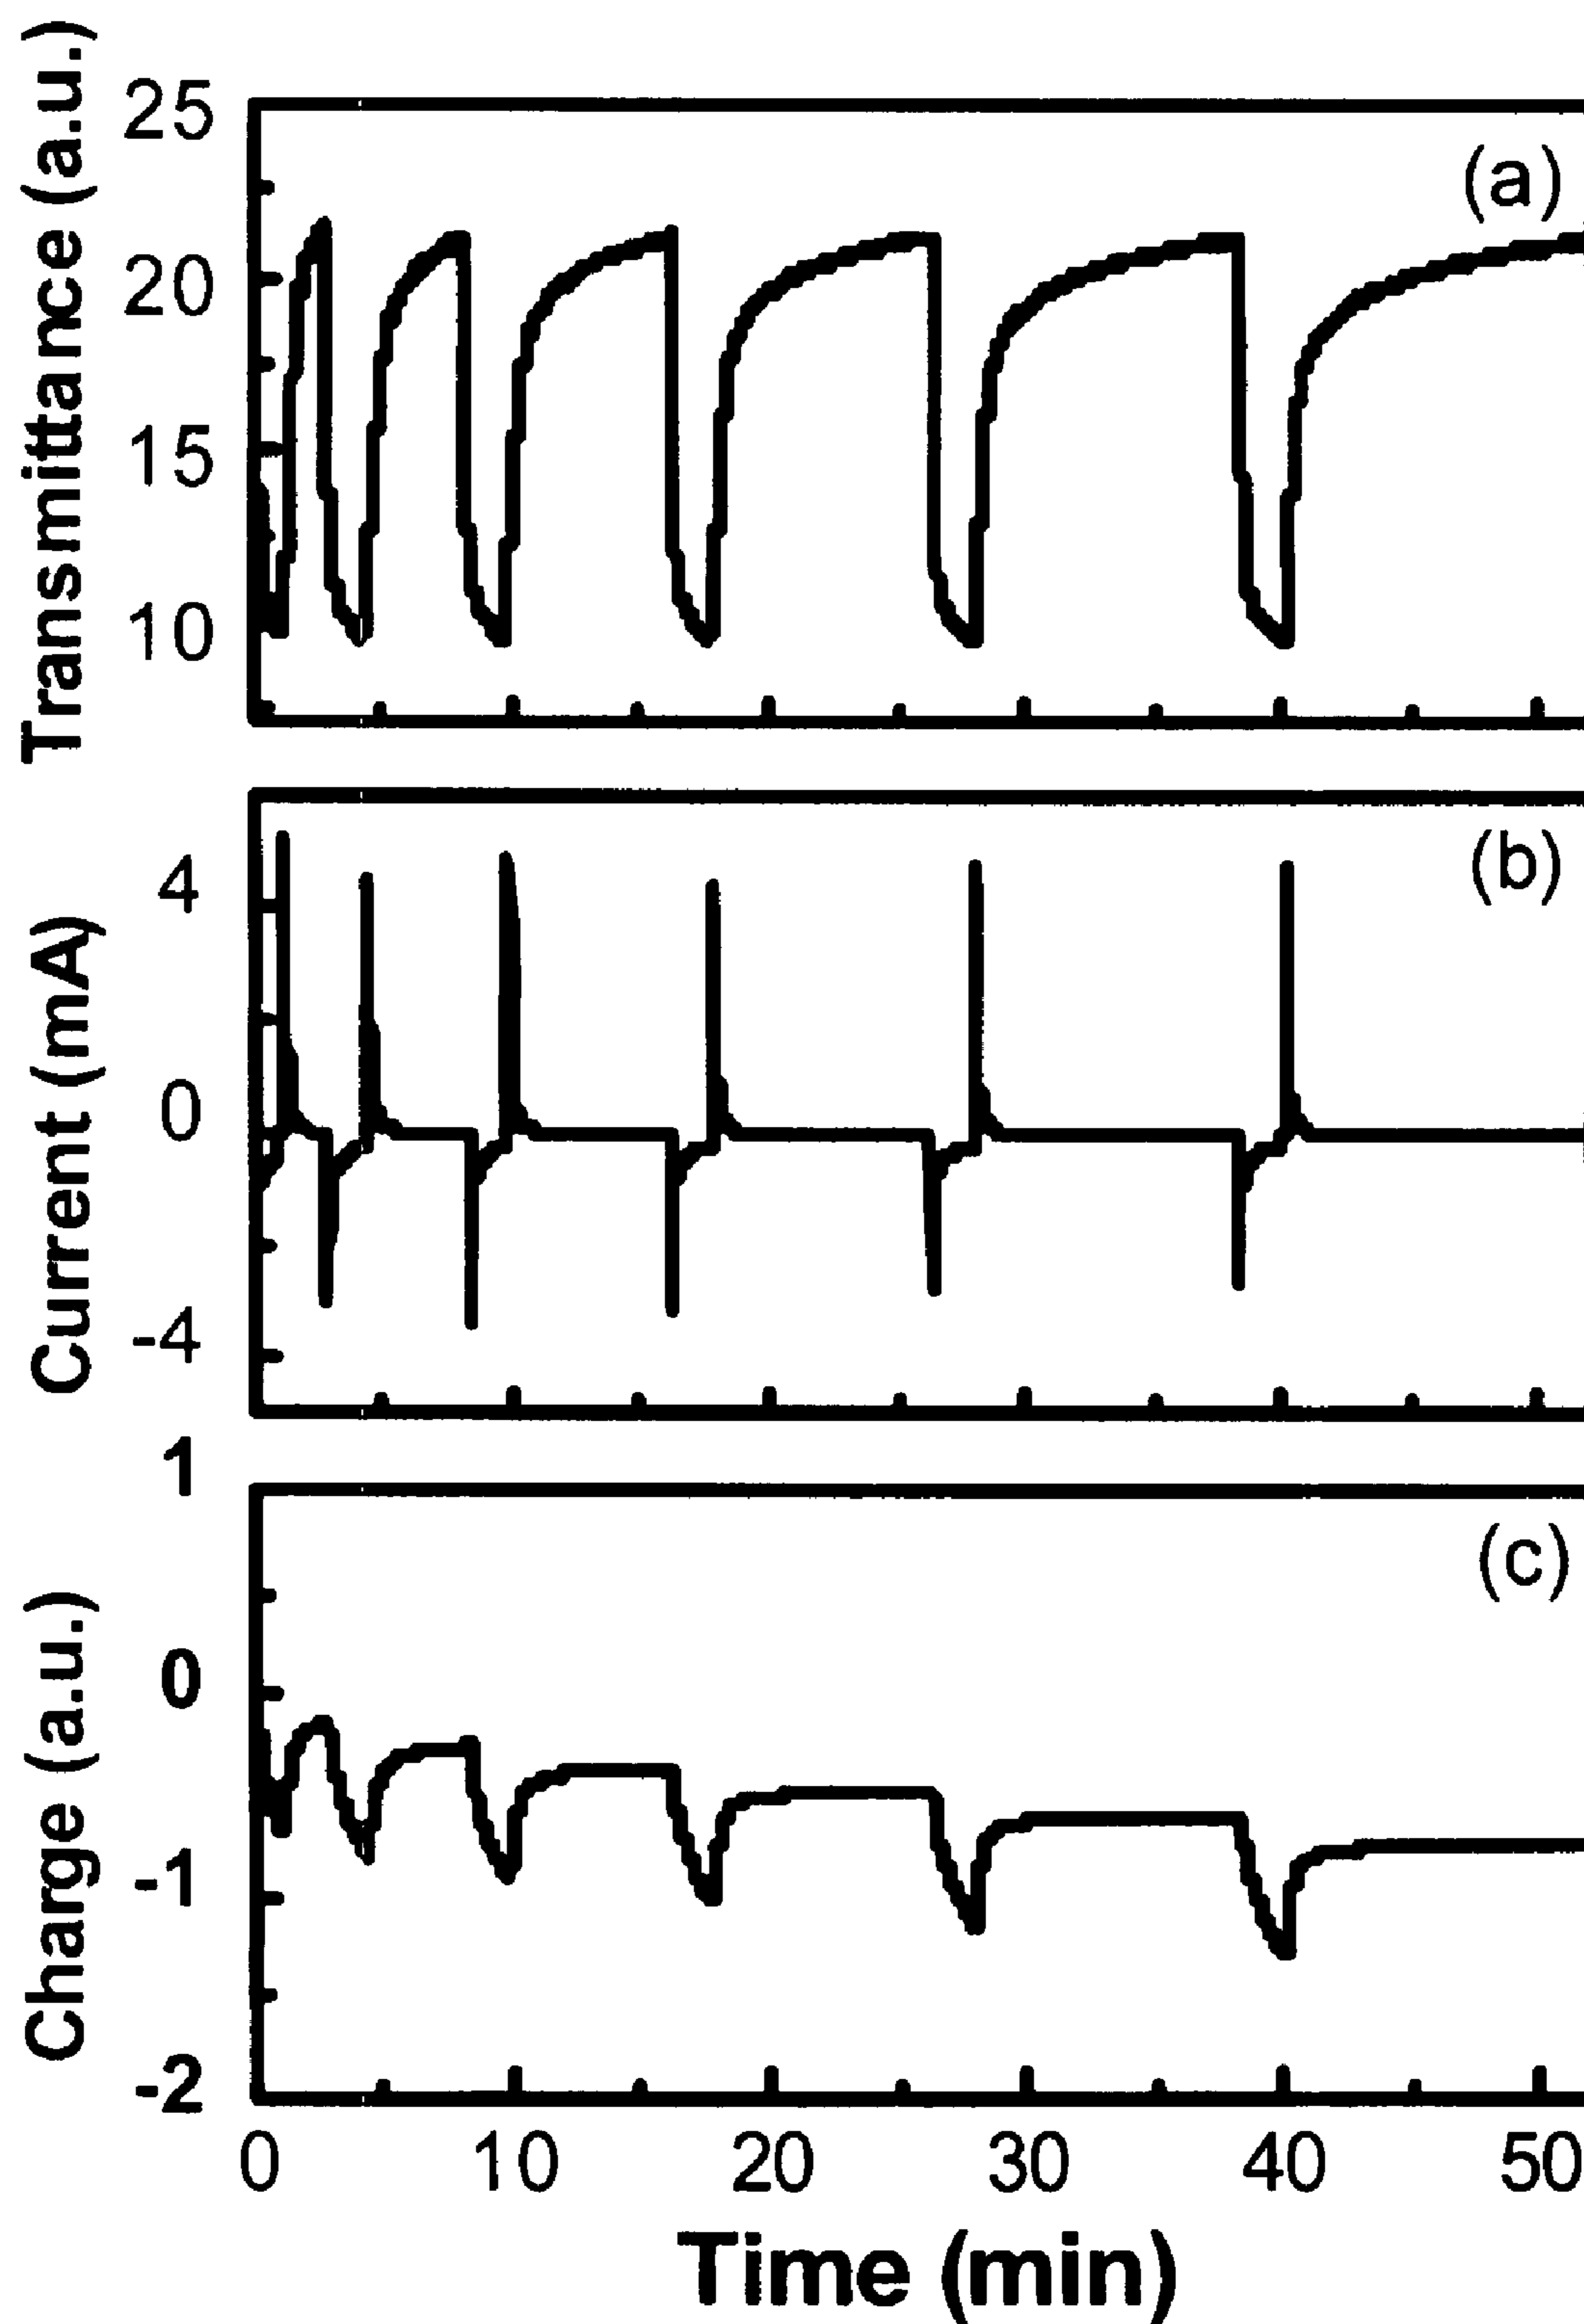 Transmittance (a.u.)
25
20
15
10
(a)
Current (mA)
4
0
-4
(b)
Charge (a.u.)
1
0
-1
-2
(c)
0 10 20 30 40 50
Time (min)